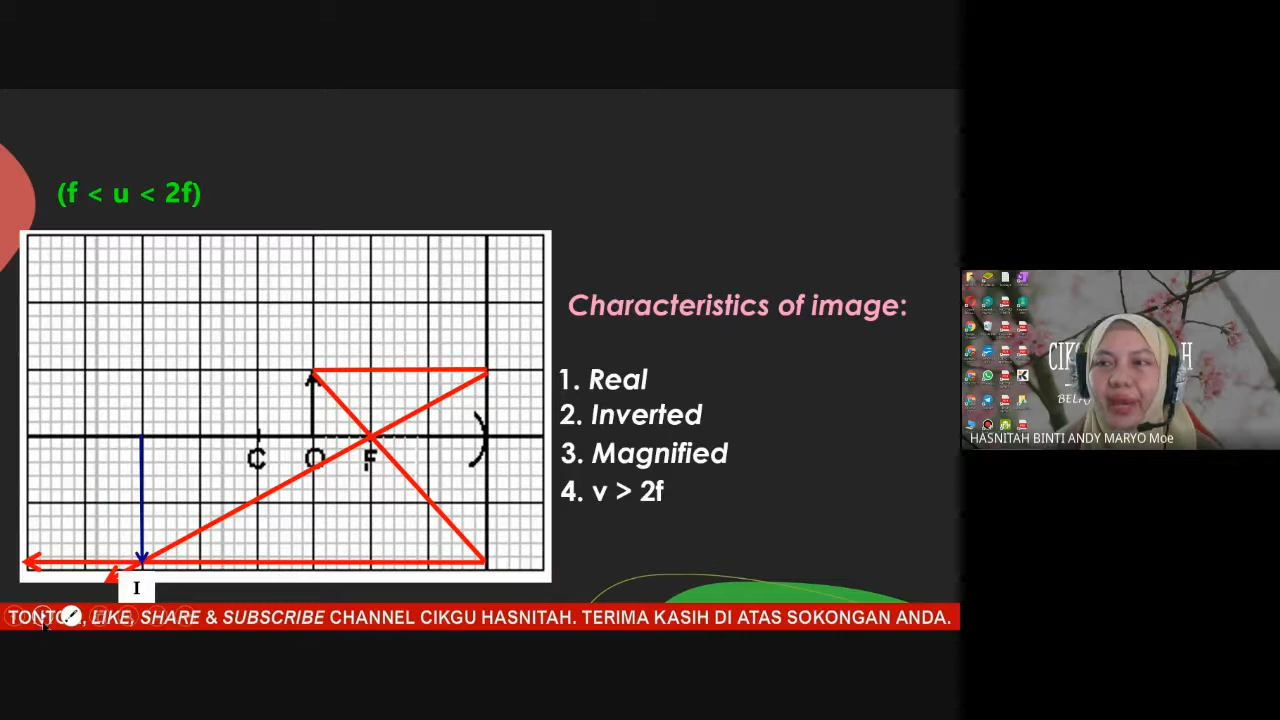 (f < u < 2f)
Characteristics of image:
1. Real
2. Inverted
3. Magnified
4. v > 2f
C
O
F
I
BELA
HASNITAH BINTI ANDY MARYO Moe
LIKE, SHARE & SUBSCRIBE CHANNEL CIKGU HASNITAH. TERIMA KASIH DI ATAS SOKONGAN ANDA.